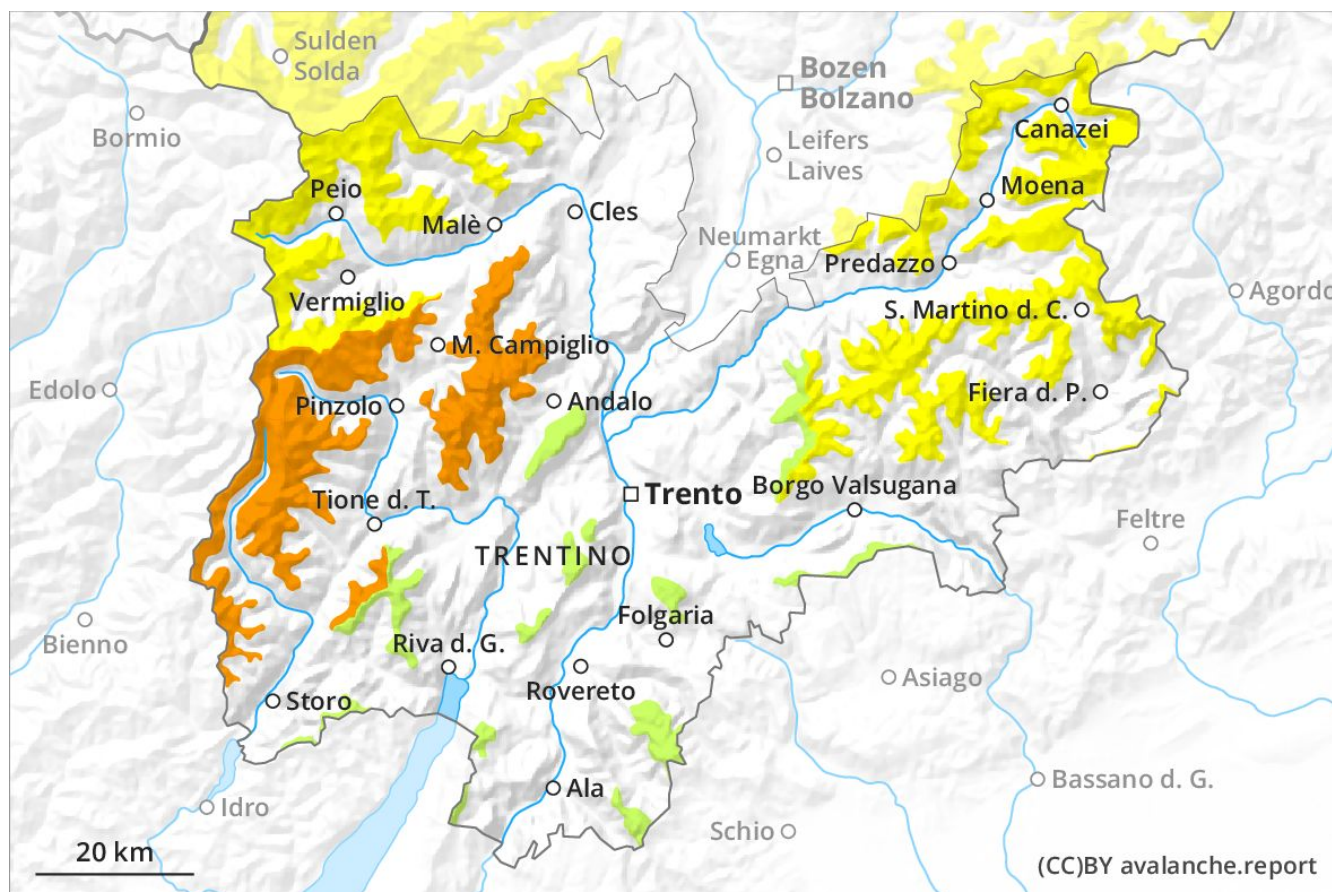 Sulden
Solda
Bozen
Bolzano
Bormio
Canazei
Leifers
Laives
Peio
Moena
Malè
Cles
Neumarkt
Egna
Predazzo
Vermiglio
Agordo
S. Martino d. C.
M. Campiglio
Edolo
Pinzolo
Andalo
Fiera d. P.
Tione d. T.
Trento
Borgo Valsugana
Feltre
TRENTINO
Bienno
Folgaria
Riva d. G.
Asiago
Storo
Rovereto
Bassano d. G.
Ala
Idro
Schio
20 km
(CC)BY avalanche.report